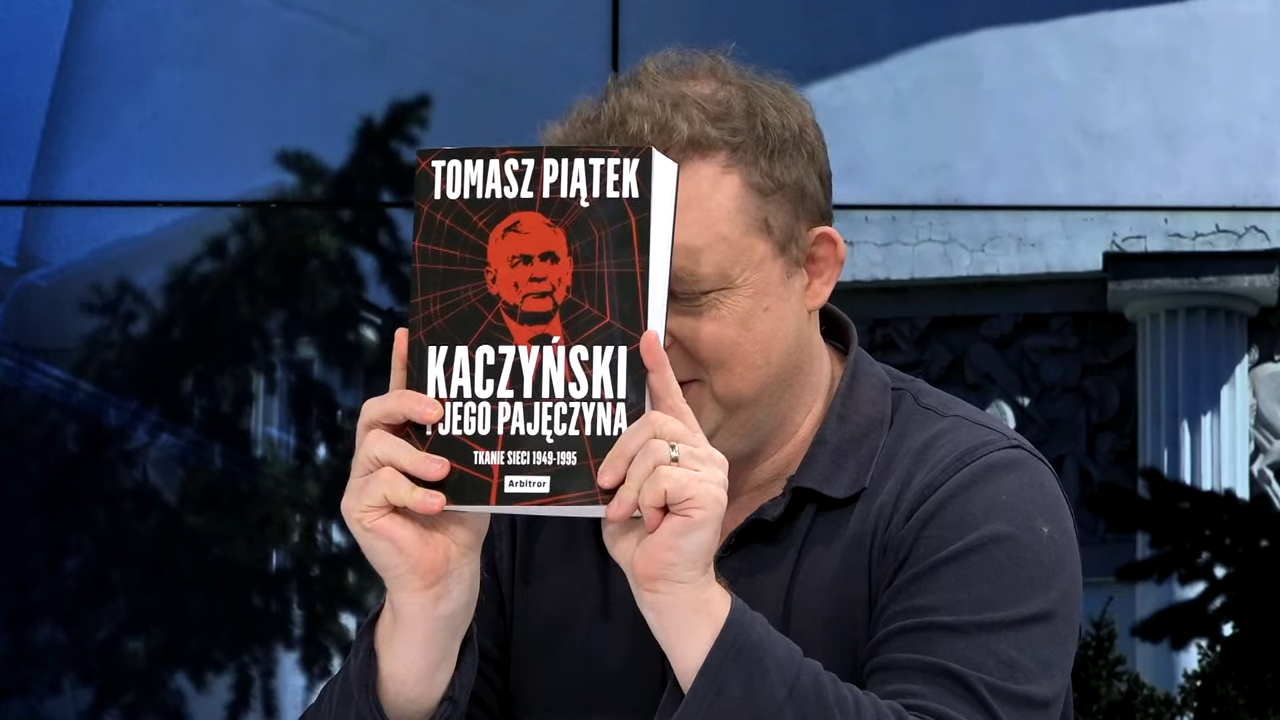 TOMASZ PIĄTEK
KACZYŃSKI
I JEGO PAJĘCZYNA
TKANIE SIECI 1949-1995
Arbitror